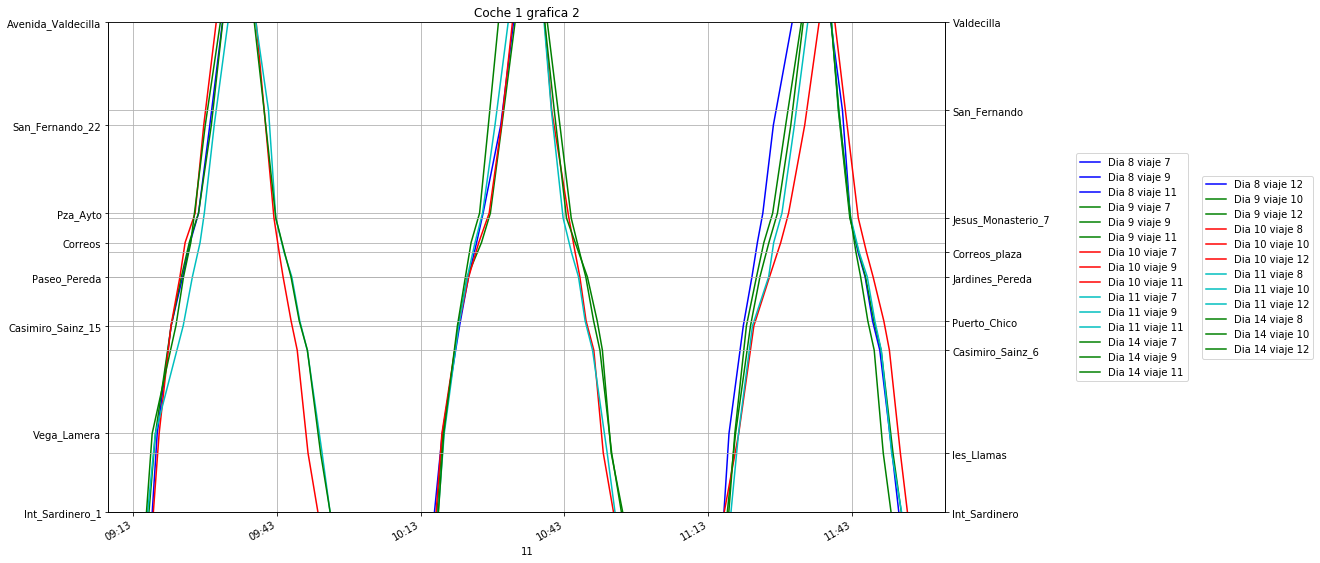 Coche 1 grafica 2
Avenida_Valdecilla
San_Fernando_22
Pza_Ayto
Correos
Paseo_Pereda
Casimiro_Sainz_15
Vega_Lamera
Int_Sardinero_1
Valdecilla
San_Fernando
Jesus_Monasterio_7
Correos_plaza
Jardines_Pereda
Puerto_Chico
Casimiro_Sainz_6
Ies_Llamas
Int_Sardinero
09:13
09:43
10:13
10:43
11:13
11:43
11
Dia 8 viaje 7
Dia 8 viaje 9
Dia 8 viaje 11
Dia 9 viaje 7
Dia 9 viaje 9
Dia 9 viaje 11
Dia 10 viaje 7
Dia 10 viaje 9
Dia 10 viaje 11
Dia 11 viaje 7
Dia 11 viaje 9
Dia 11 viaje 11
Dia 14 viaje 7
Dia 14 viaje 9
Dia 14 viaje 11
Dia 8 viaje 12
Dia 9 viaje 10
Dia 9 viaje 12
Dia 10 viaje 8
Dia 10 viaje 10
Dia 10 viaje 12
Dia 11 viaje 8
Dia 11 viaje 10
Dia 11 viaje 12
Dia 14 viaje 8
Dia 14 viaje 10
Dia 14 viaje 12